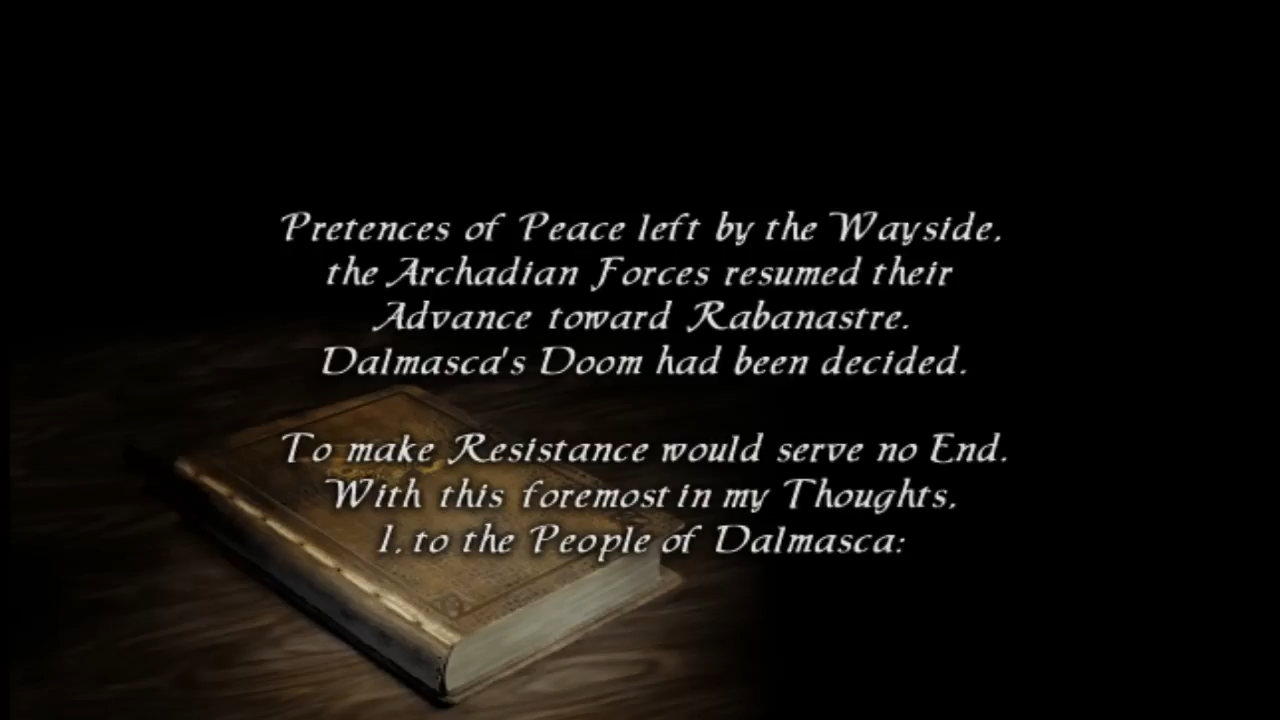 Pretences of Peace left by the Wayside,
the Archadian Forces resumed their
Advance toward Rabanastre.
Dalmasca's Doom had been decided.
To make Resistance would serve no End.
With this foremost in my Thoughts,
I, to the People of Dalmasca: